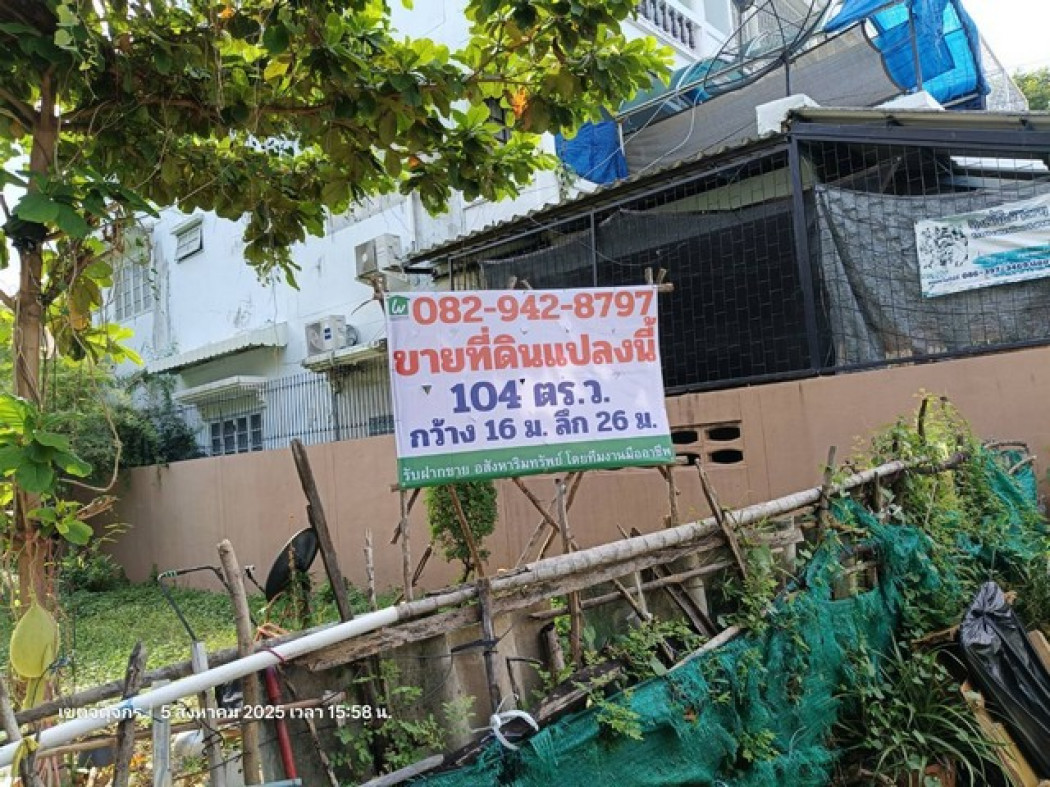 082-942-8797
ขายที่ดินแปลงนี้
104 ตร.ว.
กว้าง 16 ม. ลึก 26 ม.
รับฝากขาย อสังหาริมทรัพย์ โดยทีมงานมืออาชีพ
เขตจตุจักร | 5 สิงหาคม 2025 เวลา 15:58 น.